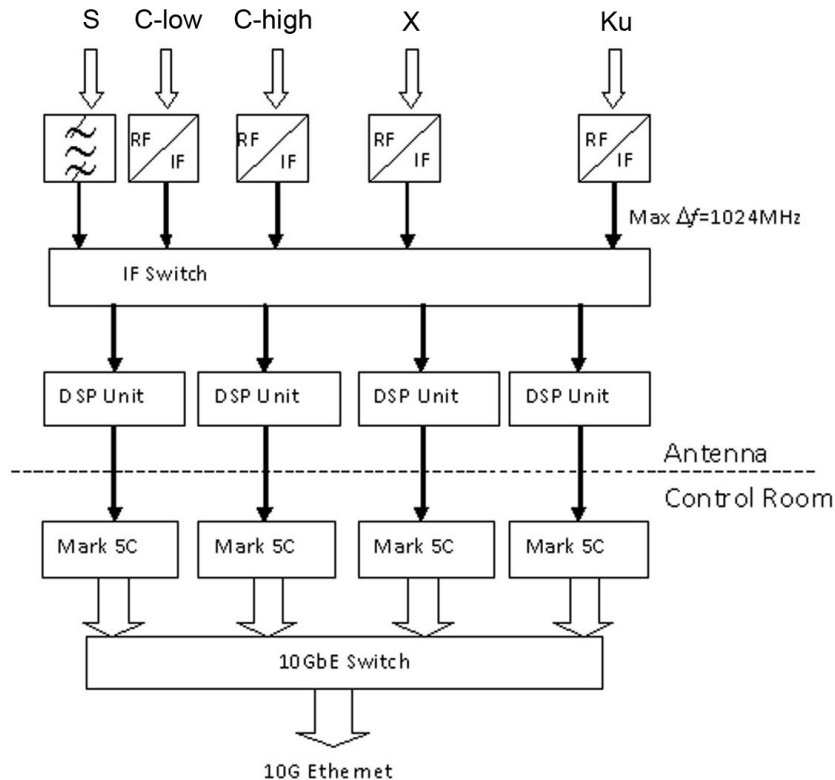 S C-low C-high X Ku
RF IF RF IF RF IF RF IF
Max Δf=1024MHz
IF Switch
DSP Unit DSP Unit DSP Unit DSP Unit
Antenna
Control Room
Mark 5C Mark 5C Mark 5C Mark 5C
10GbE Switch
10G Ethernet